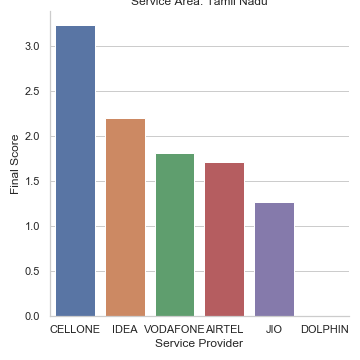 Service Area: Tamil Nadu
3.0
2.5
2.0
1.5
1.0
0.5
0.0
Final Score
CELLONE IDEA VODAFONE AIRTEL JIO DOLPHIN
Service Provider